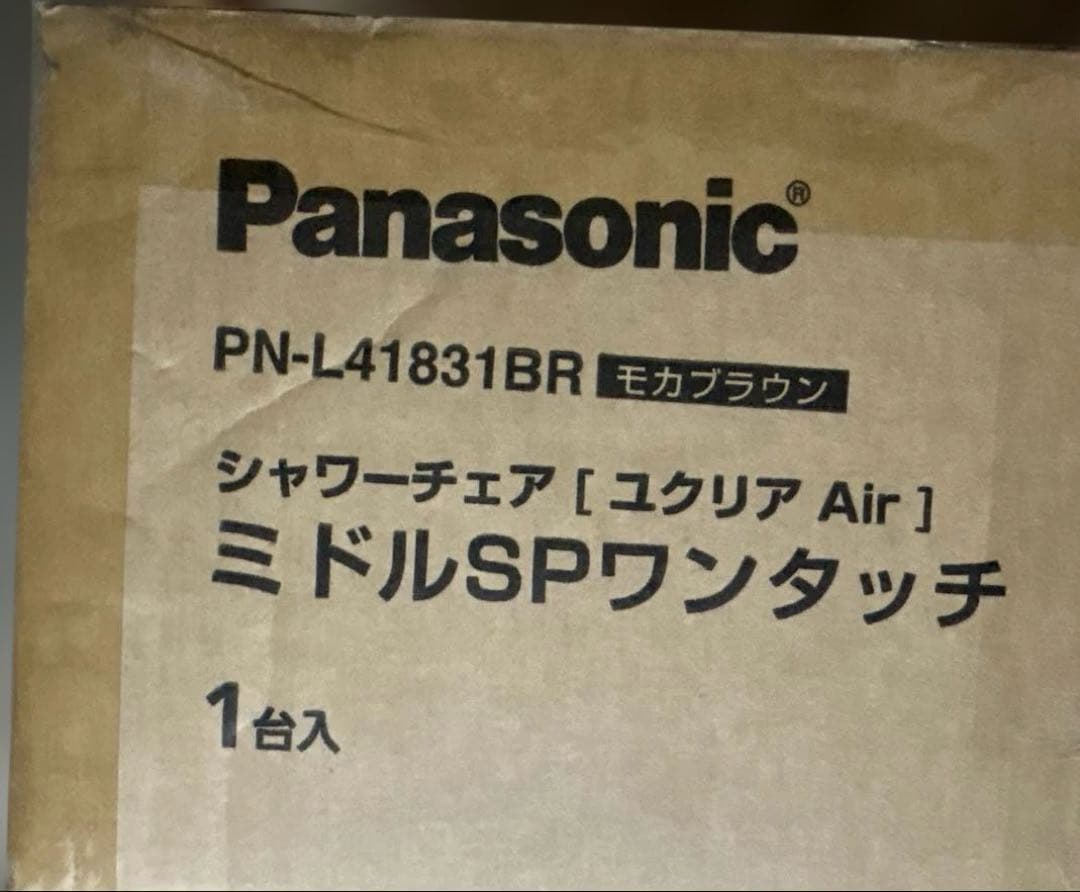 Panasonic®
PN-L41831BR モカブラウン
シャワーチェア [ ユクリア Air ]
ミドルSPワンタッチ
1台入